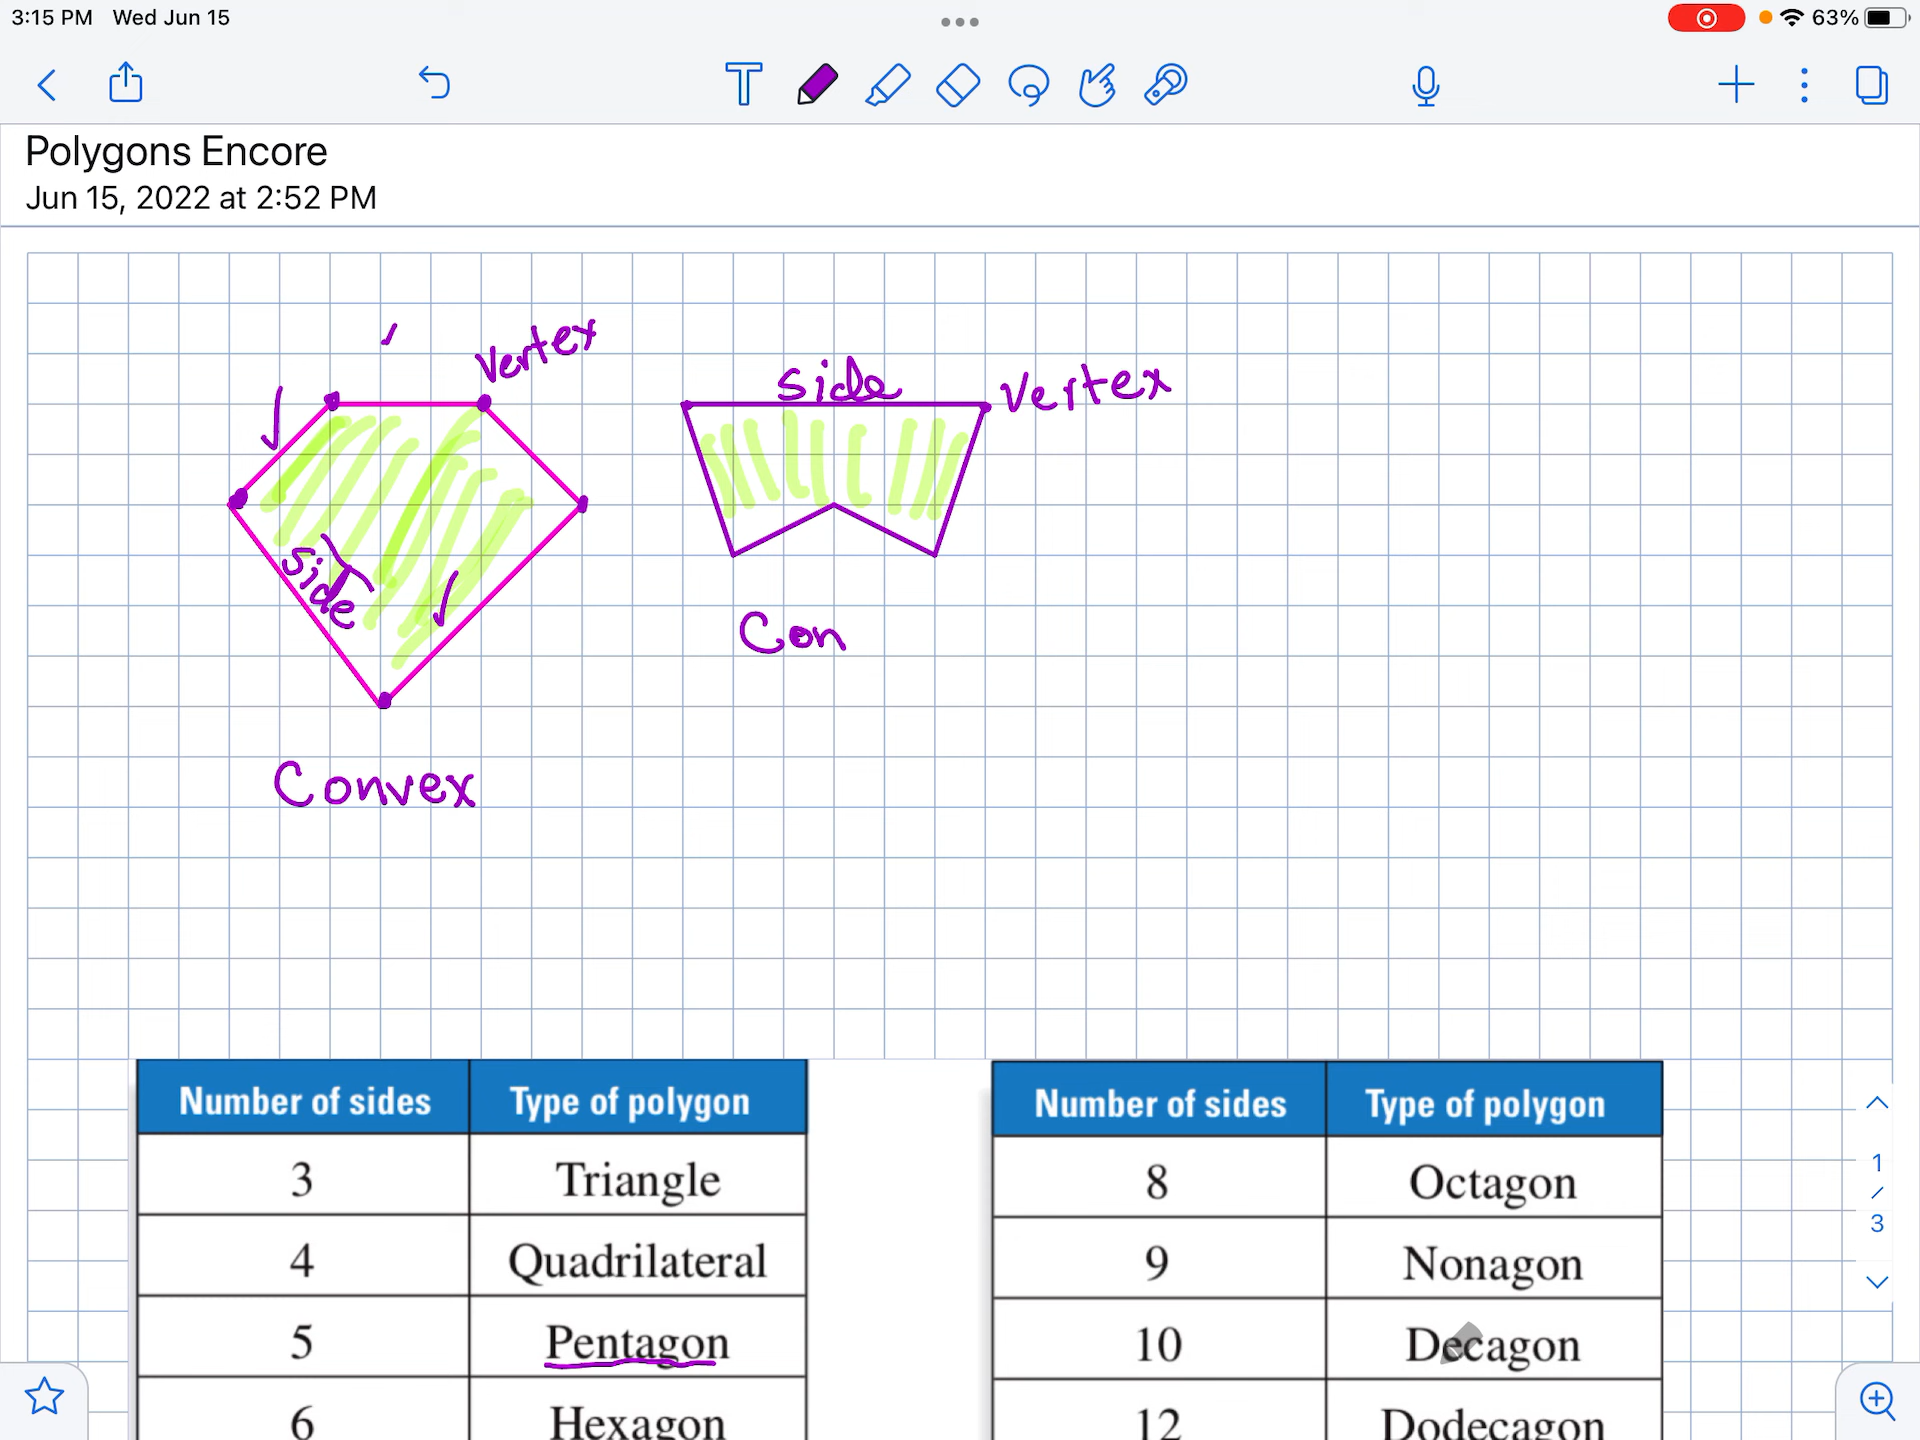 3:15 PM Wed Jun 15
63%
T
Polygons Encore
Jun 15, 2022 at 2:52 PM
Vertex
side
Vertex
side
Con
Convex
Number of sides Type of polygon
3 Triangle
4 Quadrilateral
5 Pentagon
6 Hexagon
Number of sides Type of polygon
8 Octagon
9 Nonagon
10 Decagon
12 Dodecagon
1
/
3